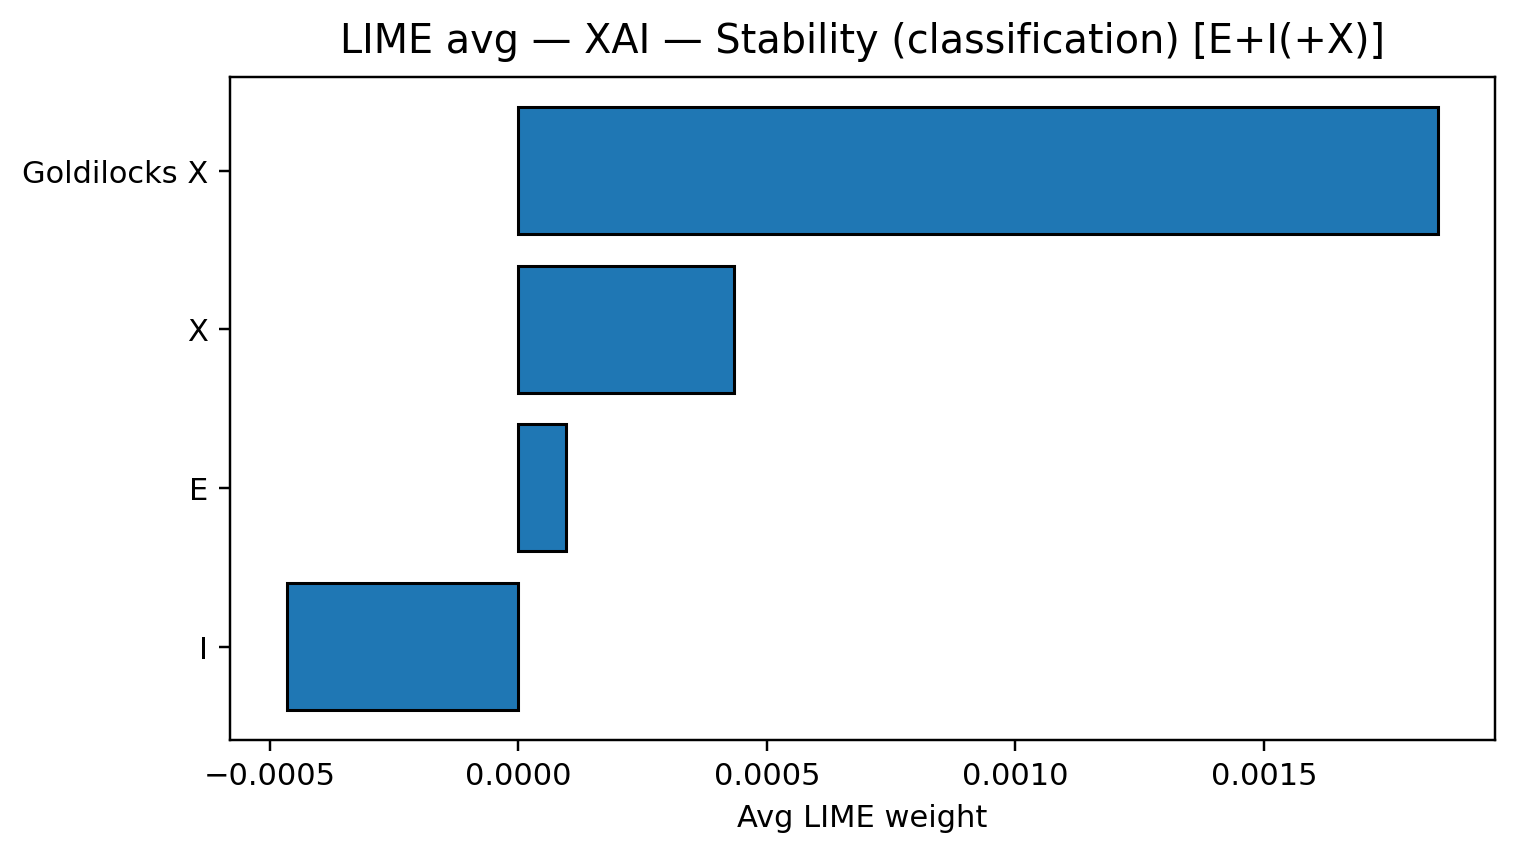 LIME avg — XAI — Stability (classification) [E+I(+X)]
Goldilocks X
X
E
I
−0.0005 0.0000 0.0005 0.0010 0.0015
Avg LIME weight